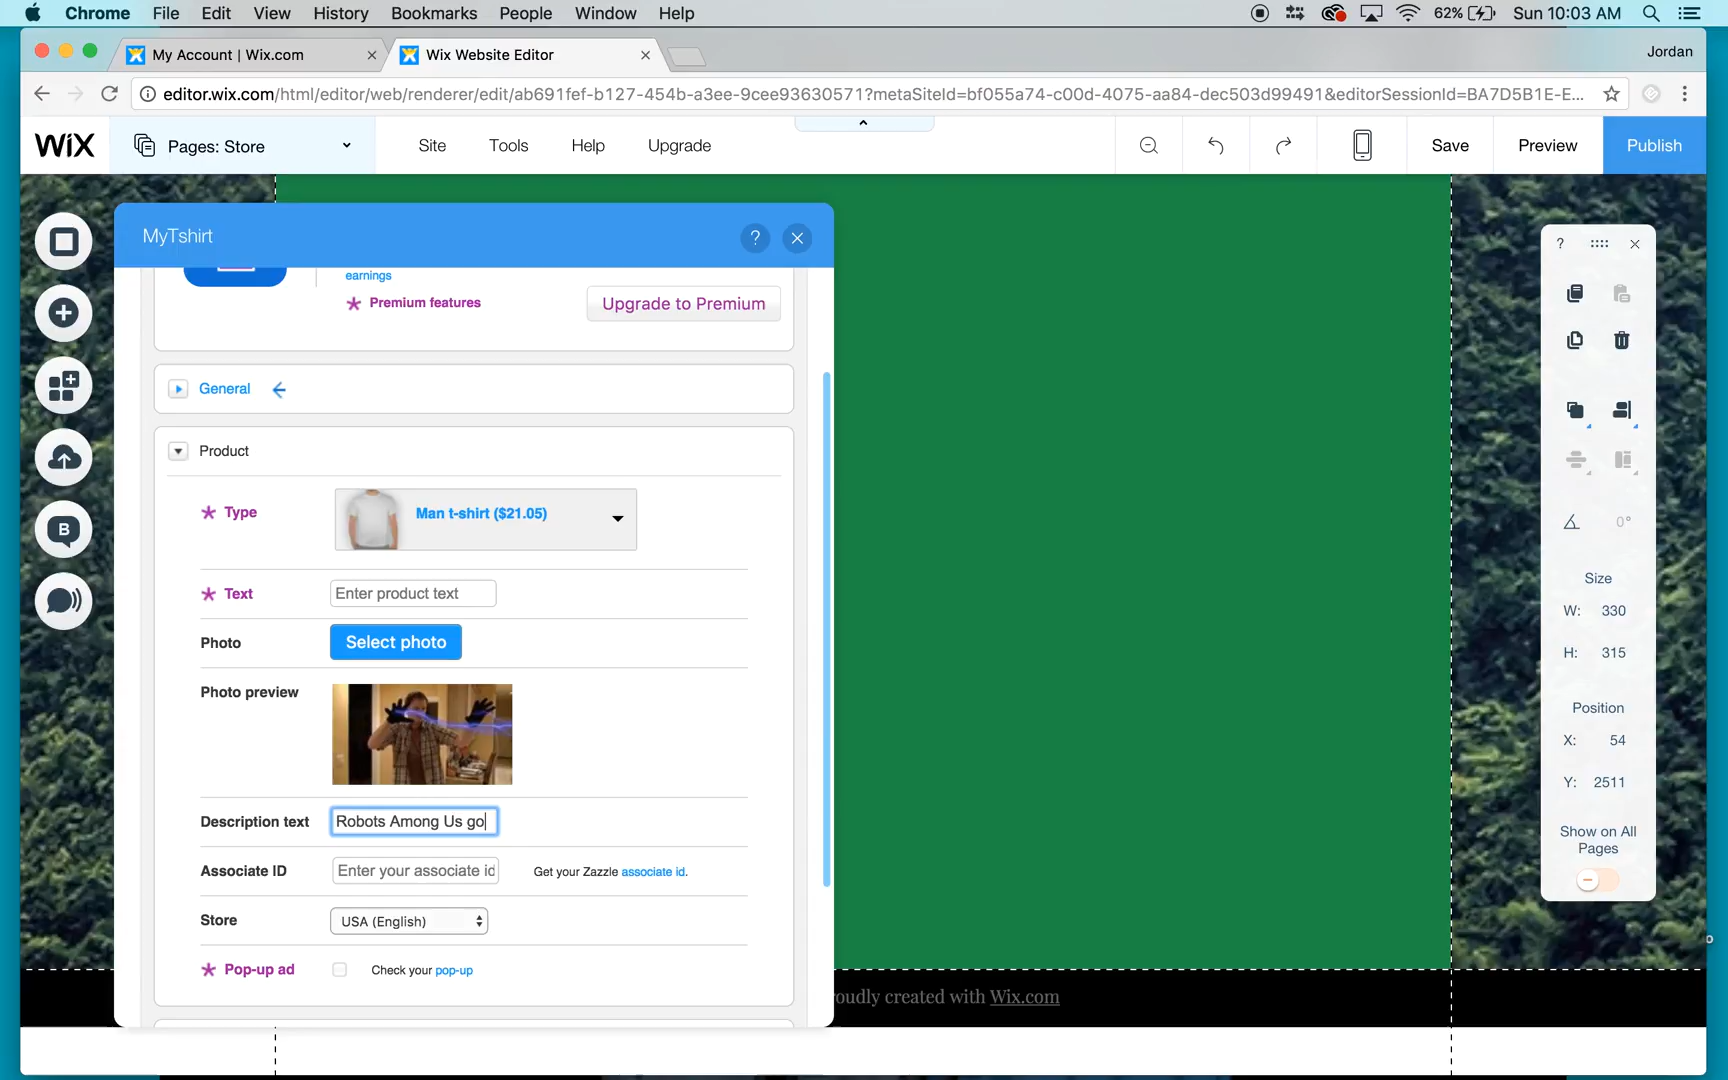 Chrome File Edit View History Bookmarks People Window Help 62% Sun 10:03 AM
My Account | Wix.com × Wix Website Editor × Jordan
editor.wix.com/html/editor/web/renderer/edit/ab691fef-b127-454b-a3ee-9cee93630571?metaSiteId=bf055a74-c00d-4075-aa84-dec503d99491&editorSessionId=BA7D5B1E-E...
WiX Pages: Store Site Tools Help Upgrade Save Preview Publish
MyTshirt ?
earnings
Premium features Upgrade to Premium
General
Product
Type Man t-shirt ($21.05)
Text Enter product text
Photo Select photo
Photo preview
Description text Robots Among Us go
Associate ID Enter your associate id Get your Zazzle associate id.
Store USA (English)
Pop-up ad Check your pop-up
roudly created with Wix.com
B
?
0°
Size
W: 330
H: 315
Position
X: 54
Y: 2511
Show on All
Pages